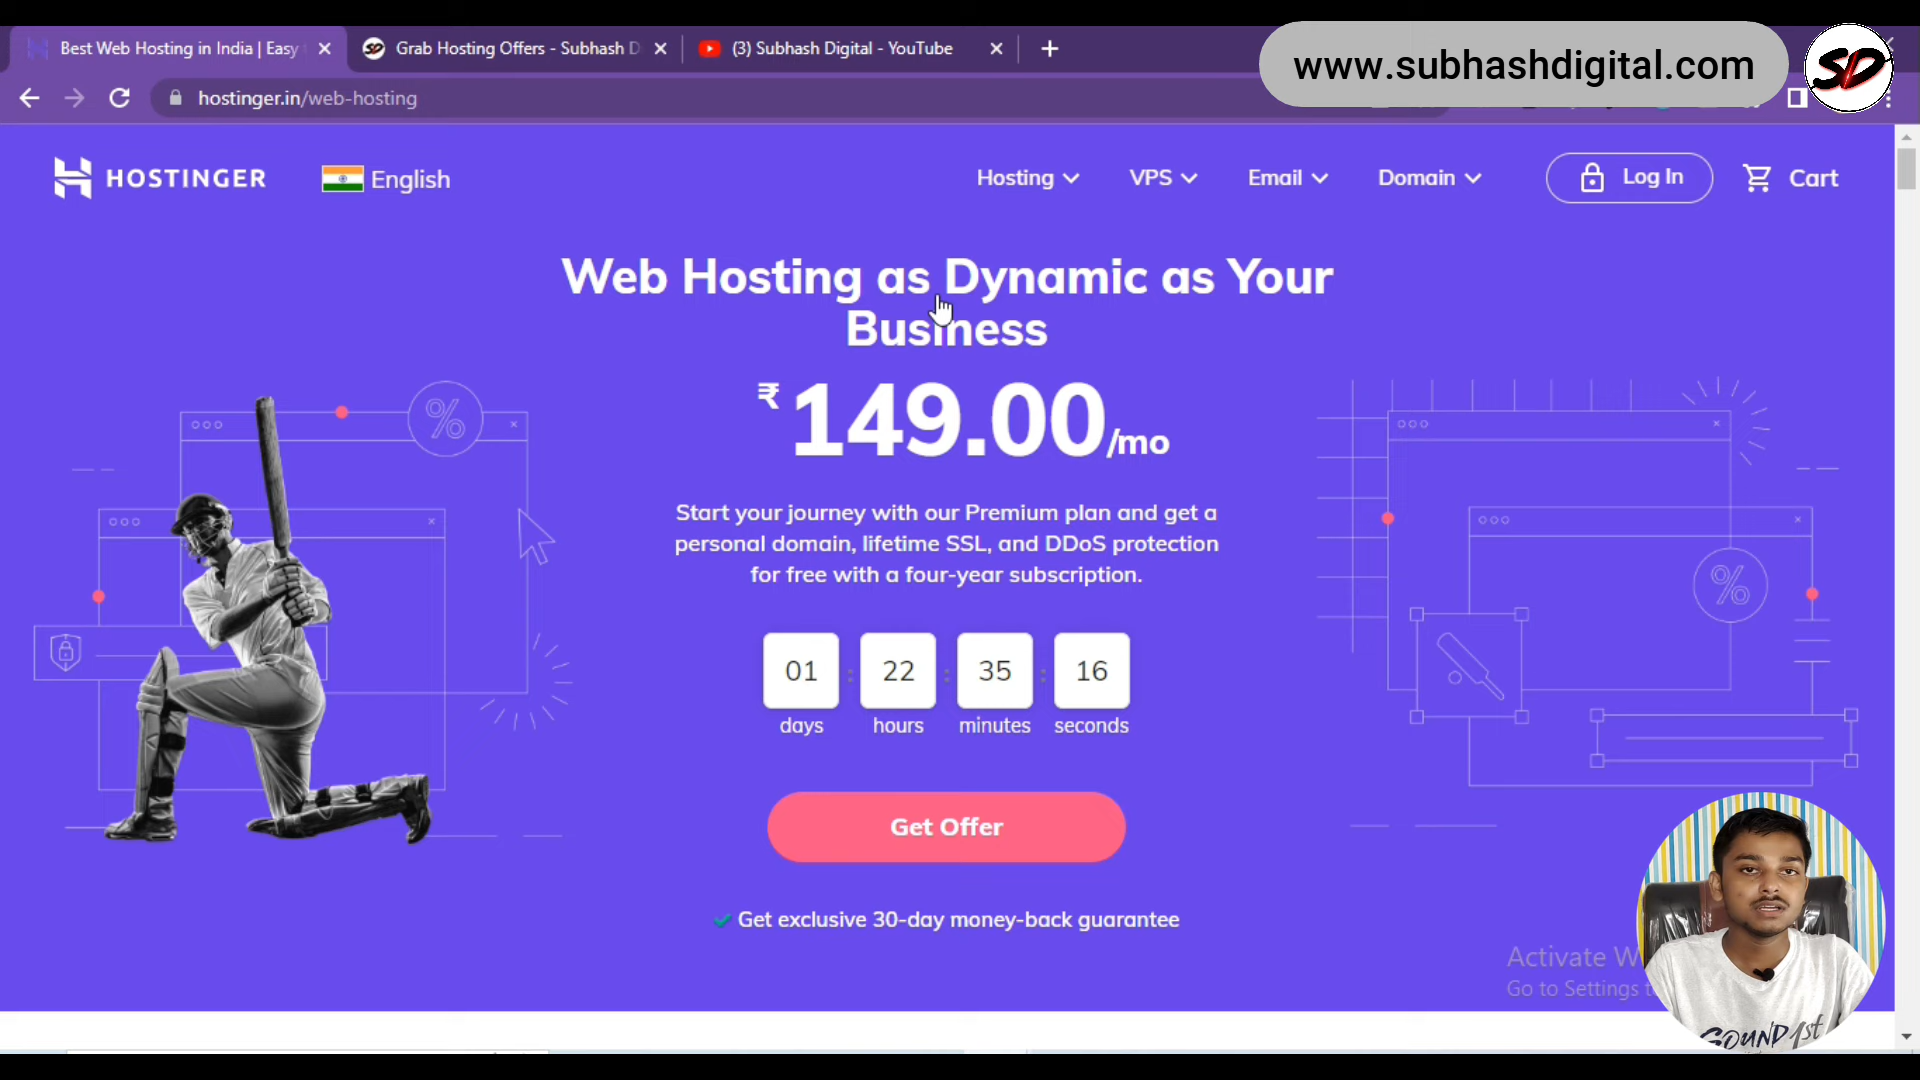 Best Web Hosting in India | Easy
Grab Hosting Offers - Subhash D
(3) Subhash Digital - YouTube
www.subhashdigital.com
SD
hostinger.in/web-hosting
HOSTINGER
English
Hosting
VPS
Email
Domain
Log In
Cart
Web Hosting as Dynamic as Your
Business
₹149.00/mo
Start your journey with our Premium plan and get a
personal domain, lifetime SSL, and DDoS protection
for free with a four-year subscription.
01 : 22 : 35 : 16
days hours minutes seconds
Get Offer
Get exclusive 30-day money-back guarantee
Activate W
Go to Settings t
SOUND1st